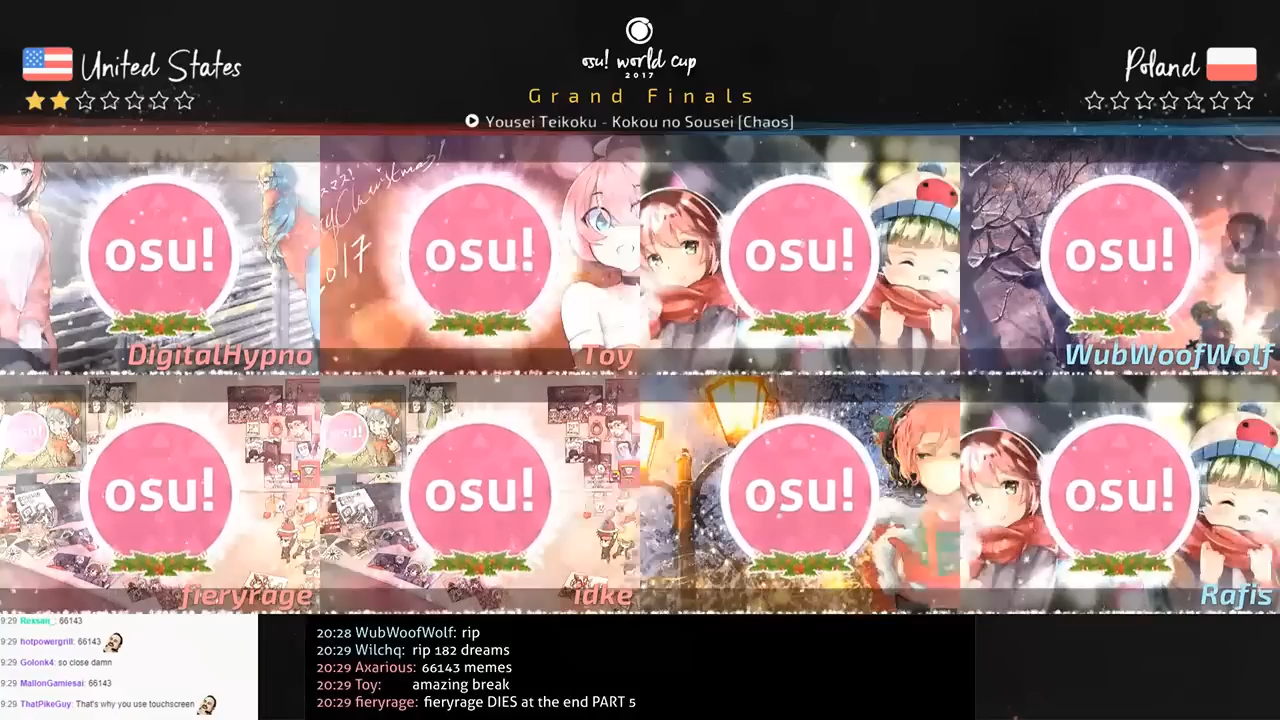 United States
osu! world cup
2017
Grand Finals
Yousei Teikoku - Kokou no Sousei [Chaos]
Poland
osu!
osu!
osu!
osu!
DigitalHypno
Toy
WubWoofWolf
2017
osu!
osu!
osu!
osu!
fieryrage
idke
Rafis
9:29 Rexsan_: 66143
9:29 hotpowergrill: 66143
9:29 Golonk4: so close damn
9:29 MallonGamiesai: 66143
9:29 ThatPikeGuy: That's why you use touchscreen
20:28 WubWoofWolf: rip
20:29 Wilchq: rip 182 dreams
20:29 Axarious: 66143 memes
20:29 Toy: amazing break
20:29 fieryrage: fieryrage DIES at the end PART 5